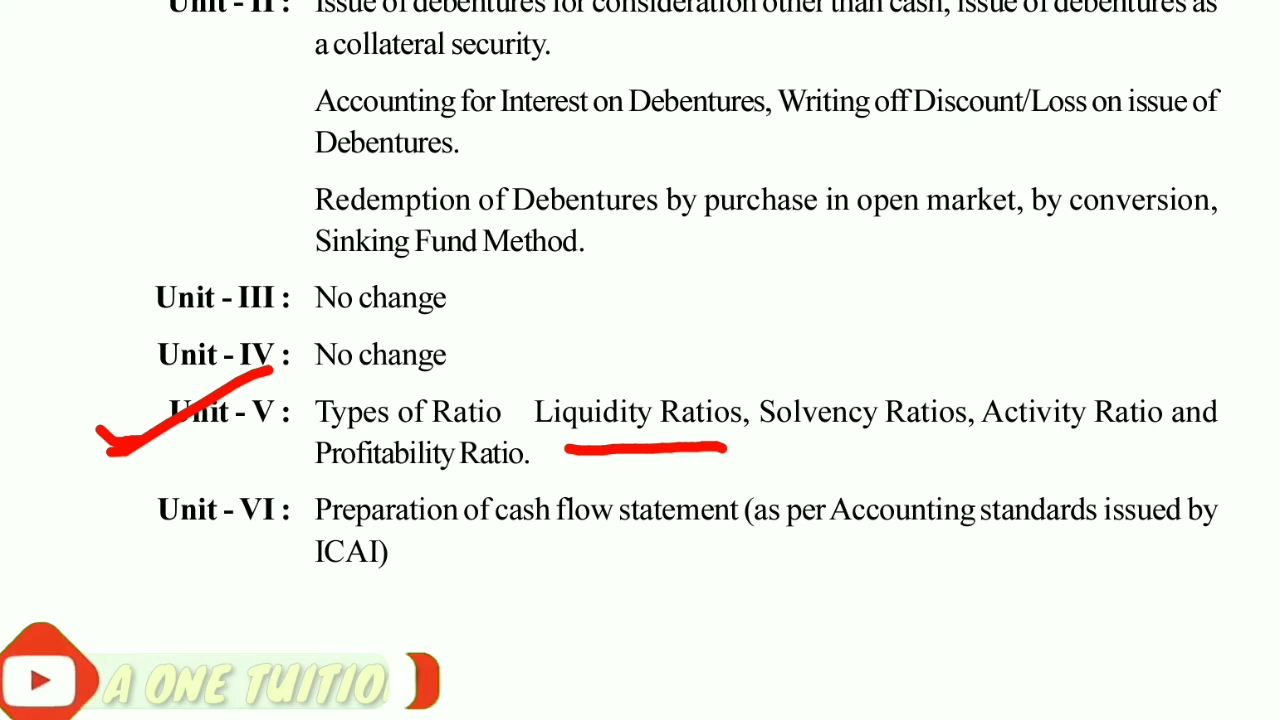 Unit - II : Issue of debentures for consideration other than cash, issue of debentures as
a collateral security.
Accounting for Interest on Debentures, Writing off Discount/Loss on issue of
Debentures.
Redemption of Debentures by purchase in open market, by conversion,
Sinking Fund Method.
Unit - III : No change
Unit - IV : No change
Unit - V : Types of Ratio Liquidity Ratios, Solvency Ratios, Activity Ratio and
Profitability Ratio.
Unit - VI : Preparation of cash flow statement (as per Accounting standards issued by
ICAI)
A ONE TUITIO